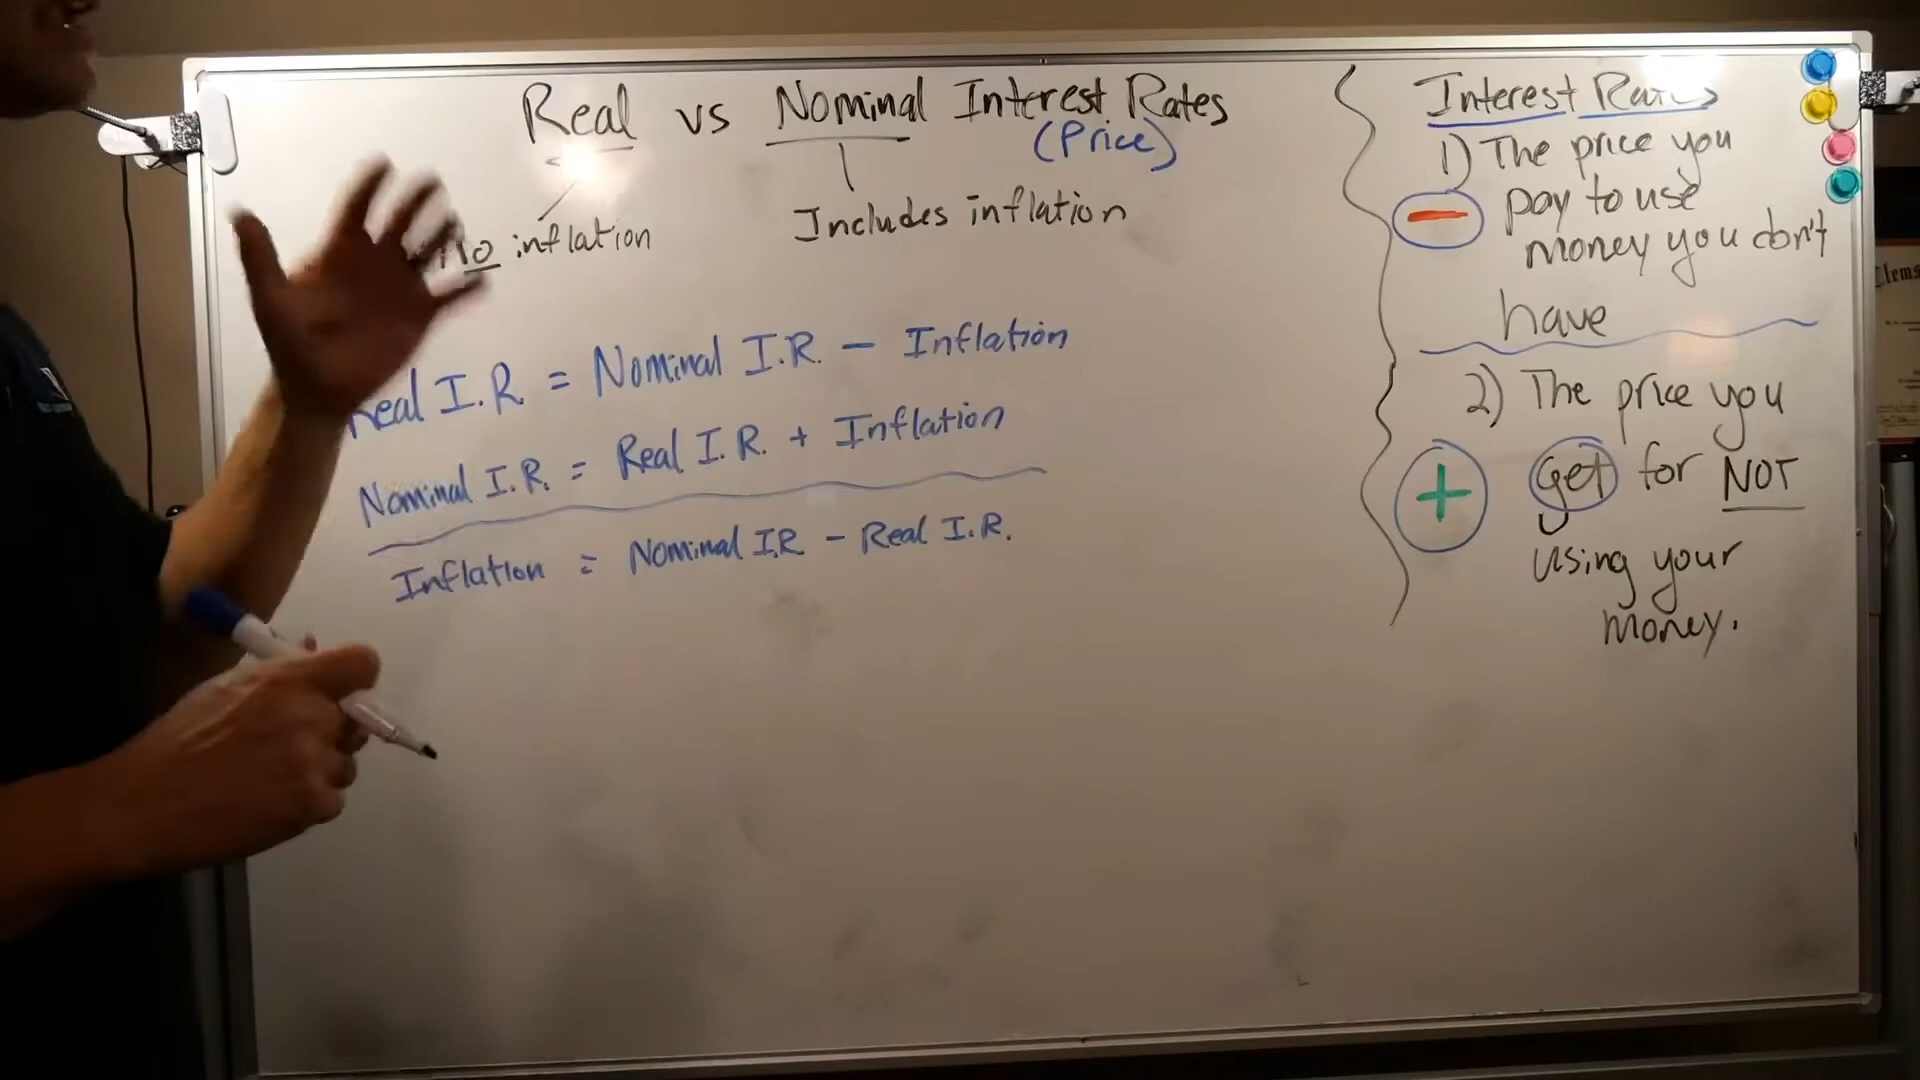 Real vs Nominal Interest Rates
(Price)
No inflation
Includes inflation
Real I.R = Nominal I.R. - Inflation
Nominal I.R. = Real I.R. + Inflation
Inflation = Nominal I.R - Real I.R.
Interest Rates
1) The price you
pay to use
money you don't
have
2) The price you
get for NOT
using your
money.
Clems